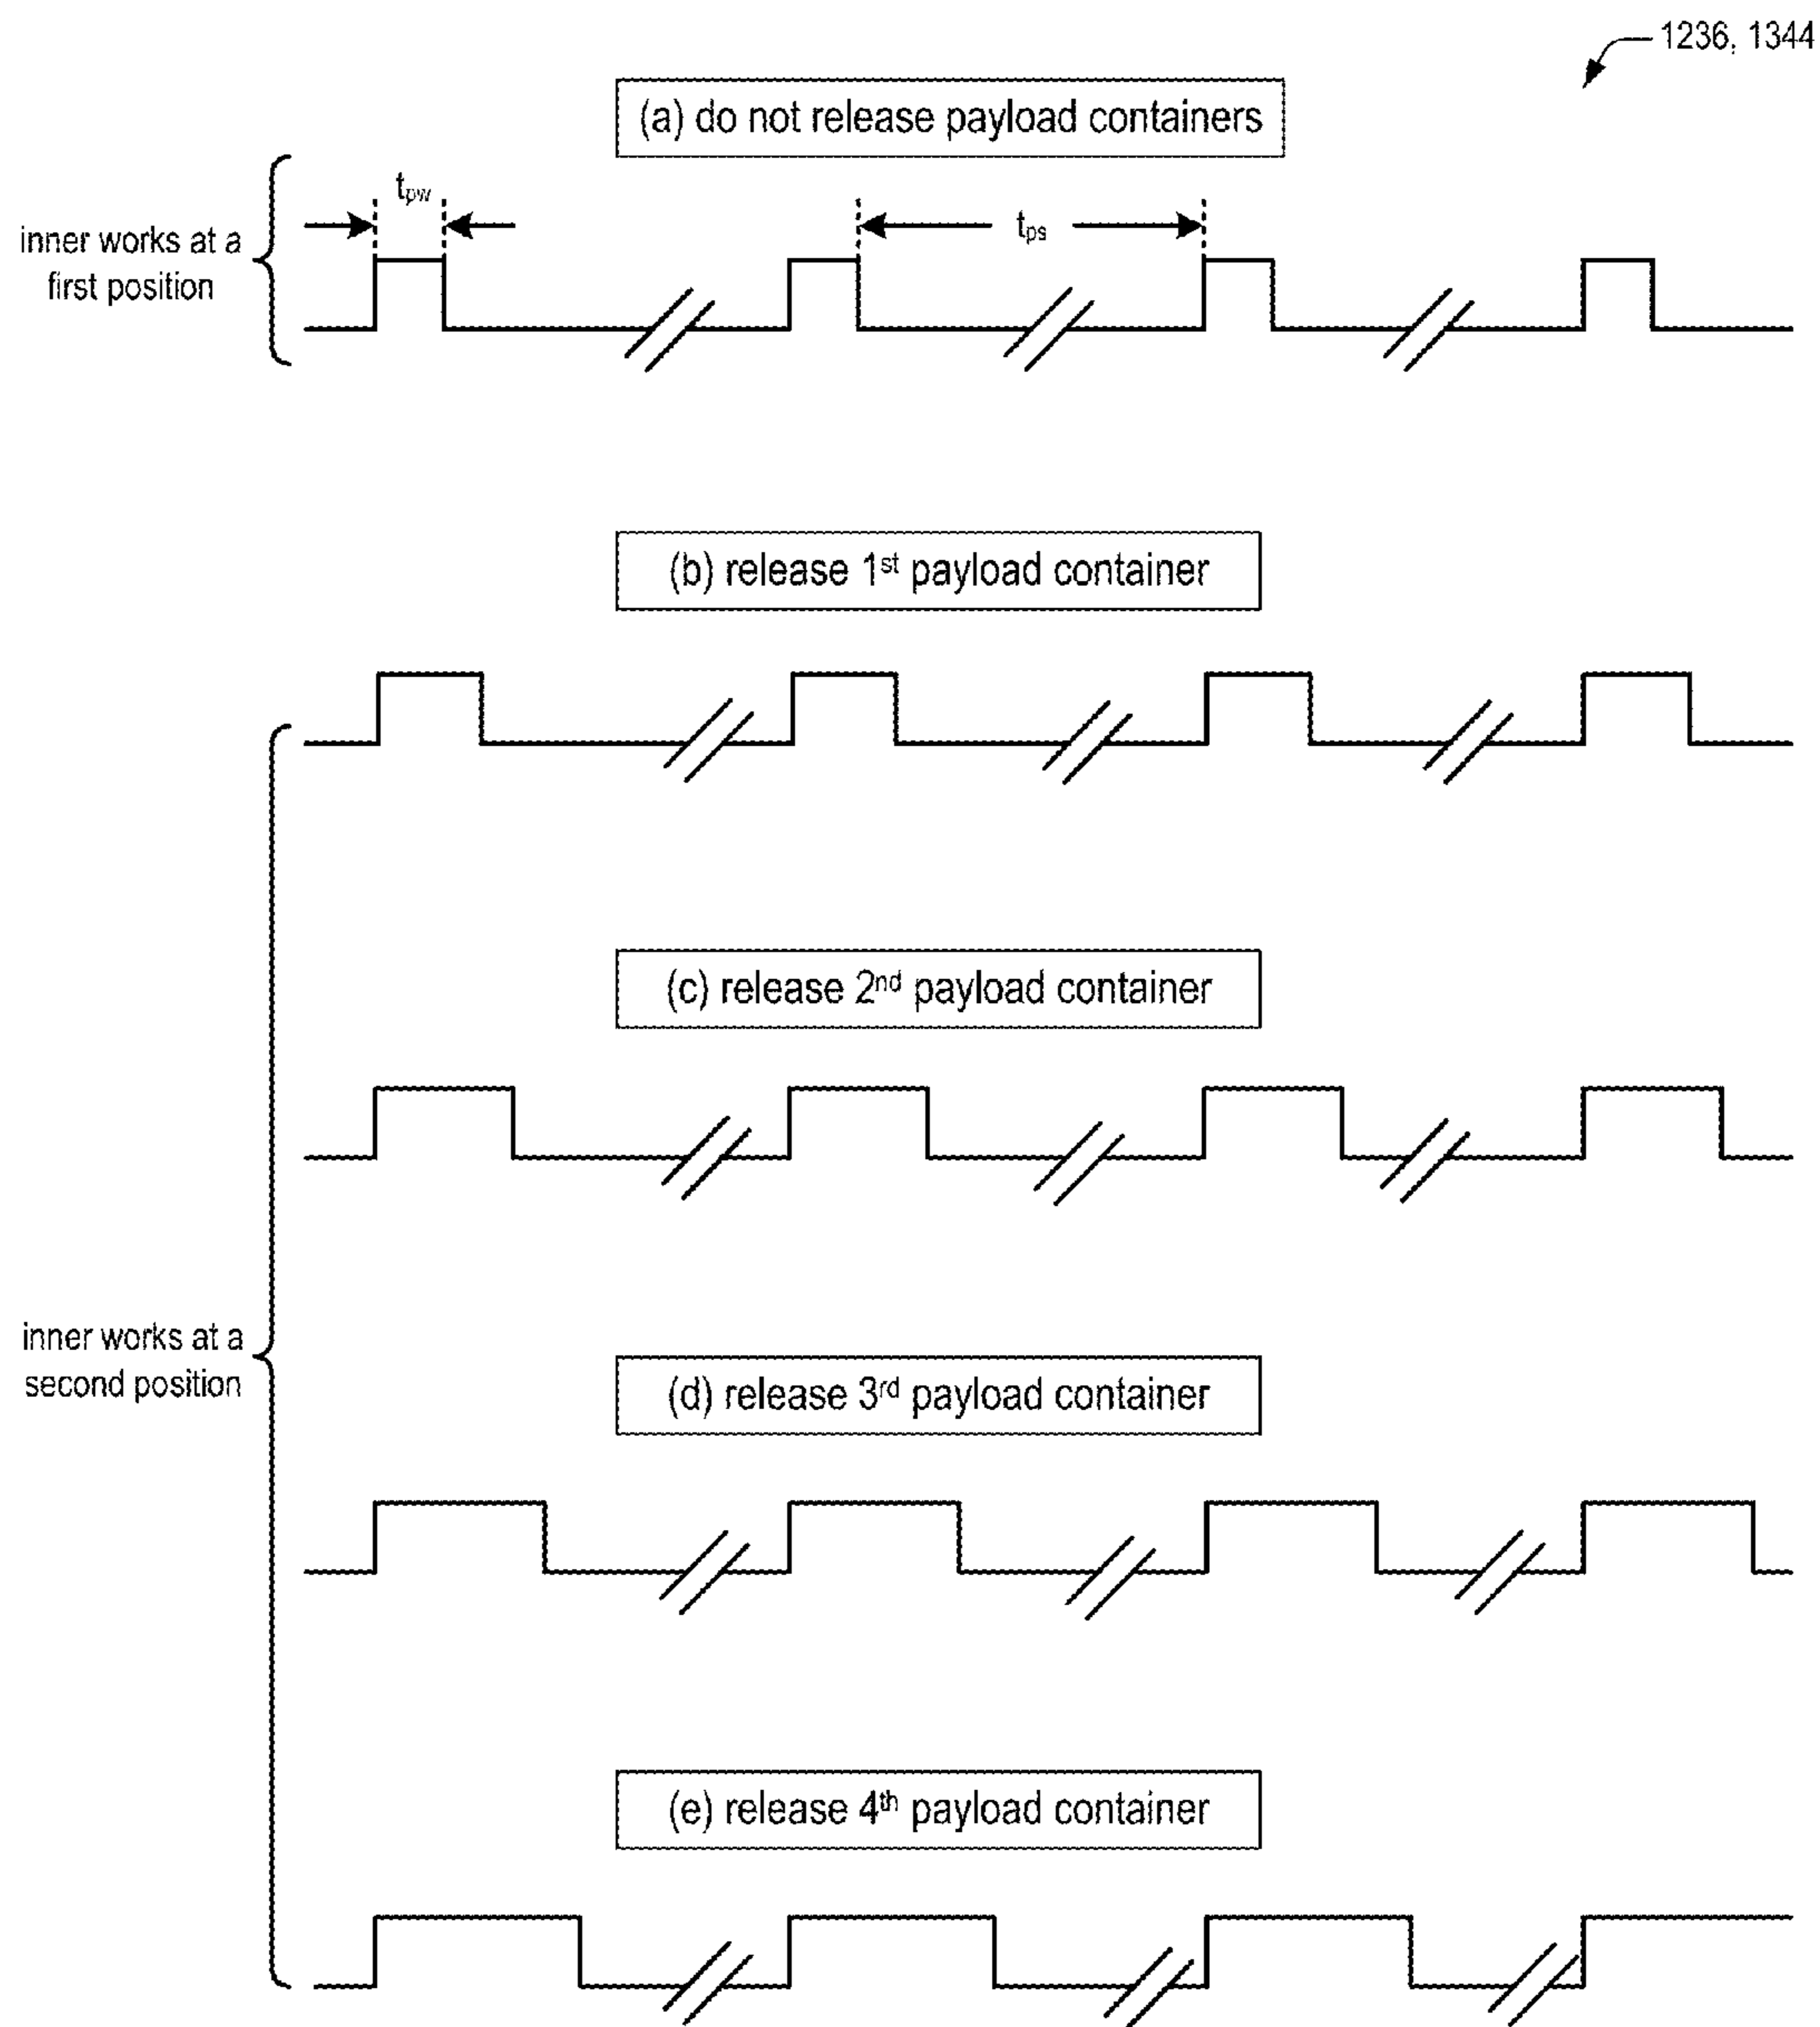 1236, 1344
(a) do not release payload containers
inner works at a
first position
tpw
tps
(b) release 1st payload container
(c) release 2nd payload container
inner works at a
second position
(d) release 3rd payload container
(e) release 4th payload container